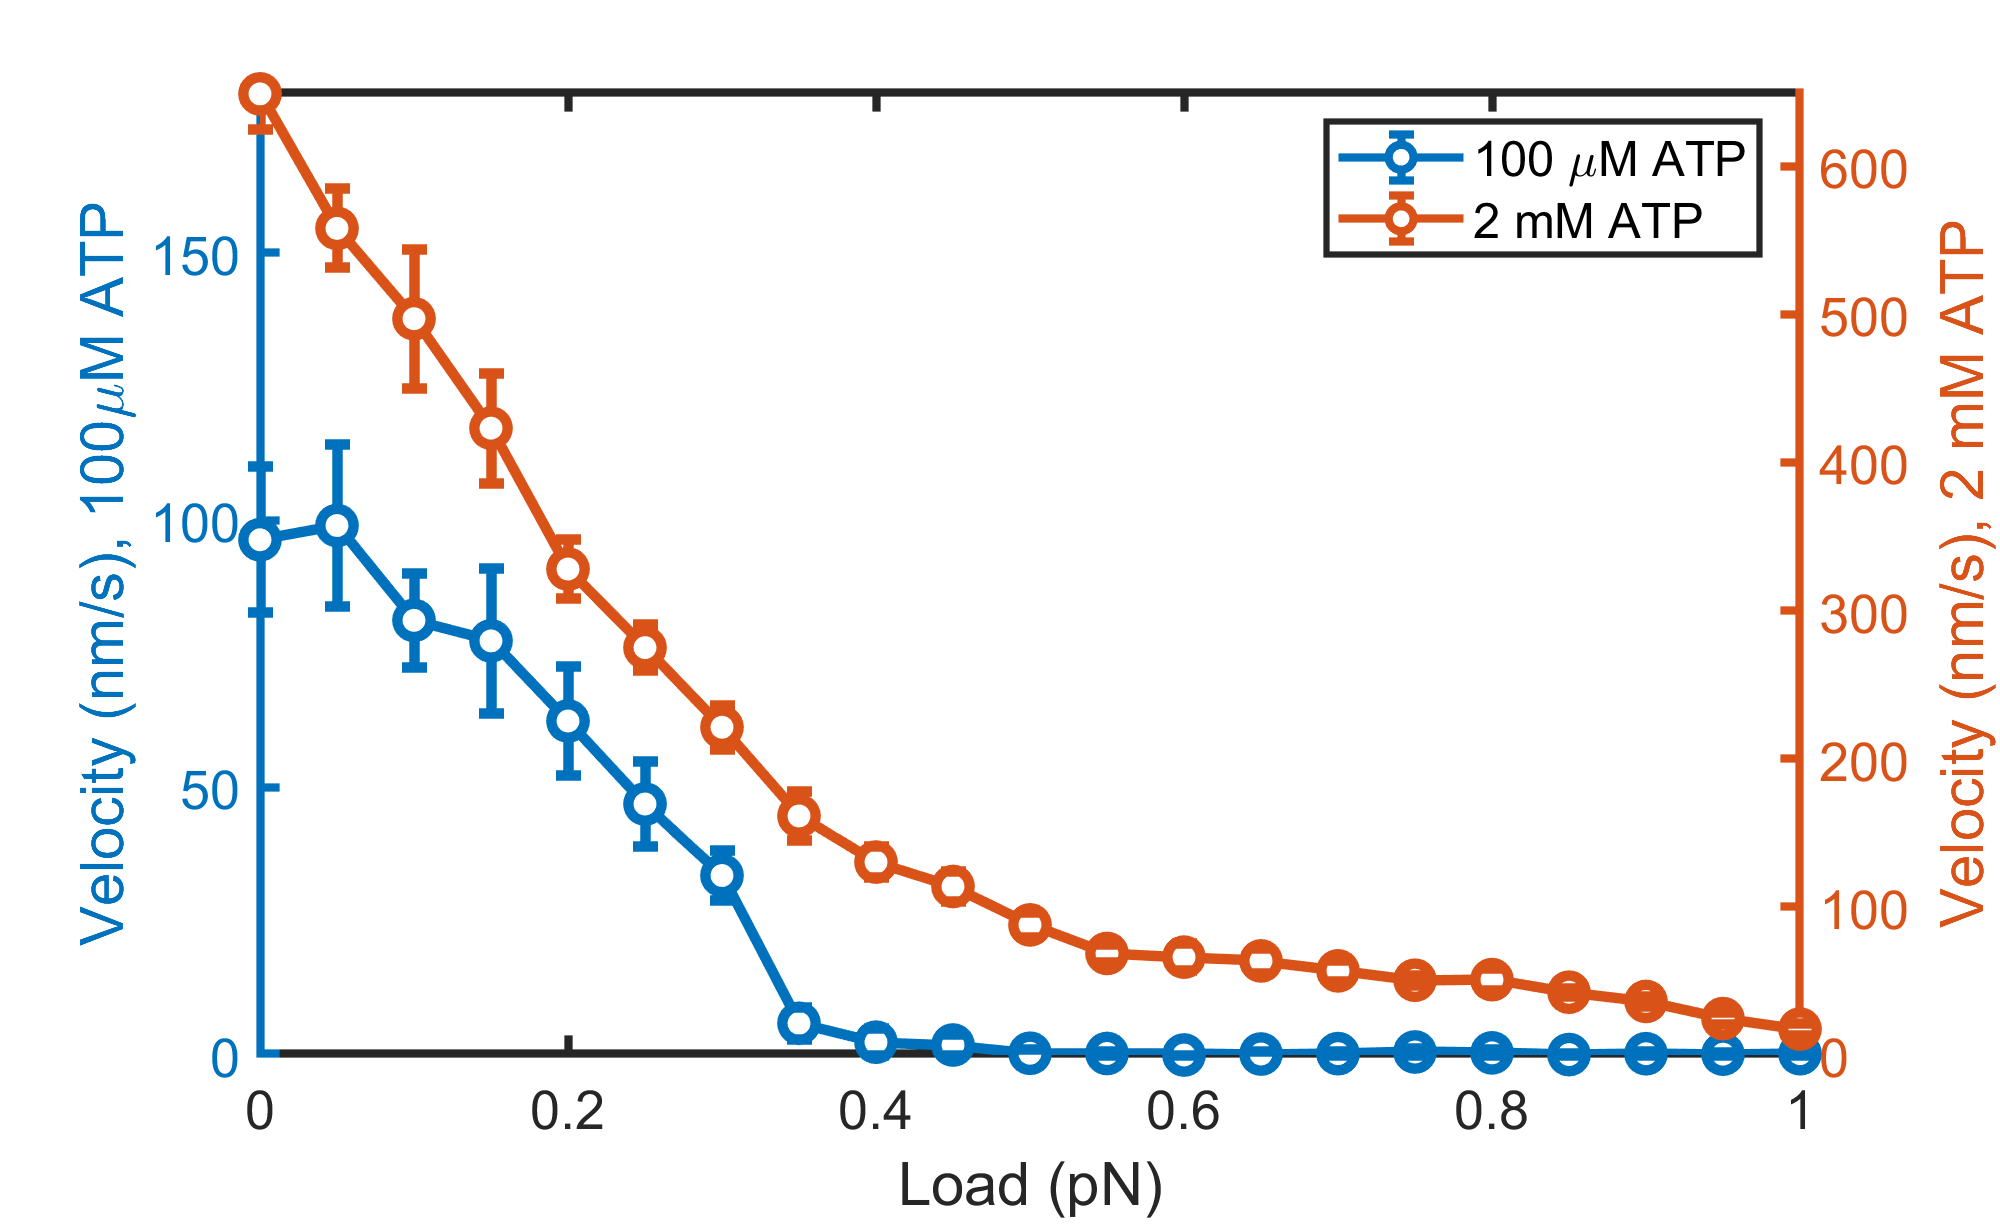 100 μM ATP
2 mM ATP
Velocity (nm/s), 100μM ATP
150
100
50
0
600
500
400
300
200
100
0
Velocity (nm/s), 2 mM ATP
0 0.2 0.4 0.6 0.8 1
Load (pN)